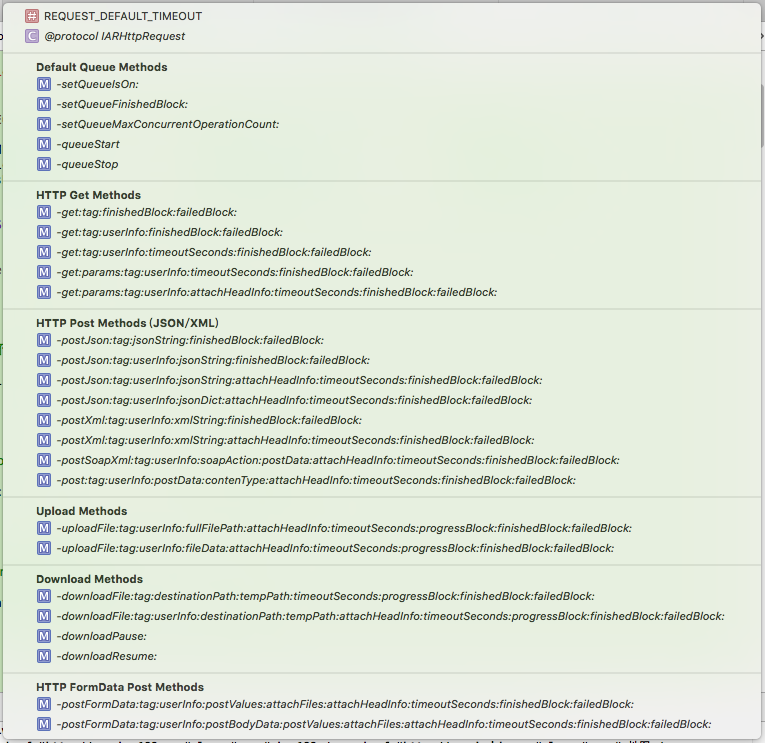 # REQUEST_DEFAULT_TIMEOUT
C @protocol IARHttpRequest
Default Queue Methods
M -setQueueIsOn:
M -setQueueFinishedBlock:
M -setQueueMaxConcurrentOperationCount:
M -queueStart
M -queueStop
HTTP Get Methods
M -get:tag:finishedBlock:failedBlock:
M -get:tag:userInfo:finishedBlock:failedBlock:
M -get:tag:userInfo:timeoutSeconds:finishedBlock:failedBlock:
M -get:params:tag:userInfo:timeoutSeconds:finishedBlock:failedBlock:
M -get:params:tag:userInfo:attachHeadInfo:timeoutSeconds:finishedBlock:failedBlock:
HTTP Post Methods (JSON/XML)
M -postJson:tag:jsonString:finishedBlock:failedBlock:
M -postJson:tag:userInfo:jsonString:finishedBlock:failedBlock:
M -postJson:tag:userInfo:jsonString:attachHeadInfo:timeoutSeconds:finishedBlock:failedBlock:
M -postJson:tag:userInfo:jsonDict:attachHeadInfo:timeoutSeconds:finishedBlock:failedBlock:
M -postXml:tag:userInfo:xmlString:finishedBlock:failedBlock:
M -postXml:tag:userInfo:xmlString:attachHeadInfo:timeoutSeconds:finishedBlock:failedBlock:
M -postSoapXml:tag:userInfo:soapAction:postData:attachHeadInfo:timeoutSeconds:finishedBlock:failedBlock:
M -post:tag:userInfo:postData:contenType:attachHeadInfo:timeoutSeconds:finishedBlock:failedBlock:
Upload Methods
M -uploadFile:tag:userInfo:fullFilePath:attachHeadInfo:timeoutSeconds:progressBlock:finishedBlock:failedBlock:
M -uploadFile:tag:userInfo:fileData:attachHeadInfo:timeoutSeconds:progressBlock:finishedBlock:failedBlock:
Download Methods
M -downloadFile:tag:destinationPath:tempPath:timeoutSeconds:progressBlock:finishedBlock:failedBlock:
M -downloadFile:tag:userInfo:destinationPath:tempPath:attachHeadInfo:timeoutSeconds:progressBlock:finishedBlock:failedBlock:
M -downloadPause:
M -downloadResume:
HTTP FormData Post Methods
M -postFormData:tag:userInfo:postValues:attachFiles:attachHeadInfo:timeoutSeconds:finishedBlock:failedBlock:
M -postFormData:tag:userInfo:postBodyData:postValues:attachFiles:attachHeadInfo:timeoutSeconds:finishedBlock:failedBlock: